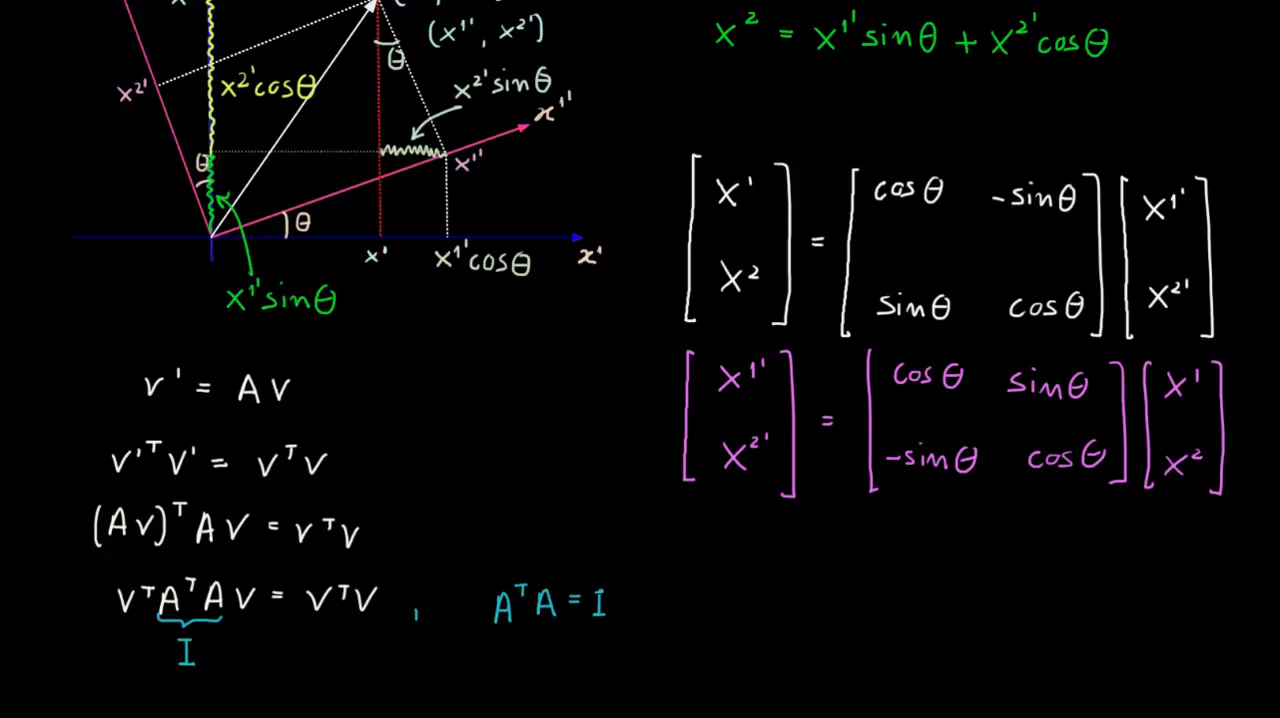 (x¹', x²')
θ
x²'
x²'cosθ
x²'sinθ
x¹'
θ
x¹'
θ
x¹
x¹'cosθ
x¹
x¹'sinθ
x² = x¹'sinθ + x²'cosθ
[x¹ x²] = [cosθ -sinθ sinθ cosθ] [x¹' x²']
[x¹' x²'] = [cosθ sinθ -sinθ cosθ] [x¹ x²]
v' = Av
v'ᵀv' = vᵀv
(Av)ᵀAv = vᵀv
vᵀAᵀAv = vᵀv , AᵀA = I
I